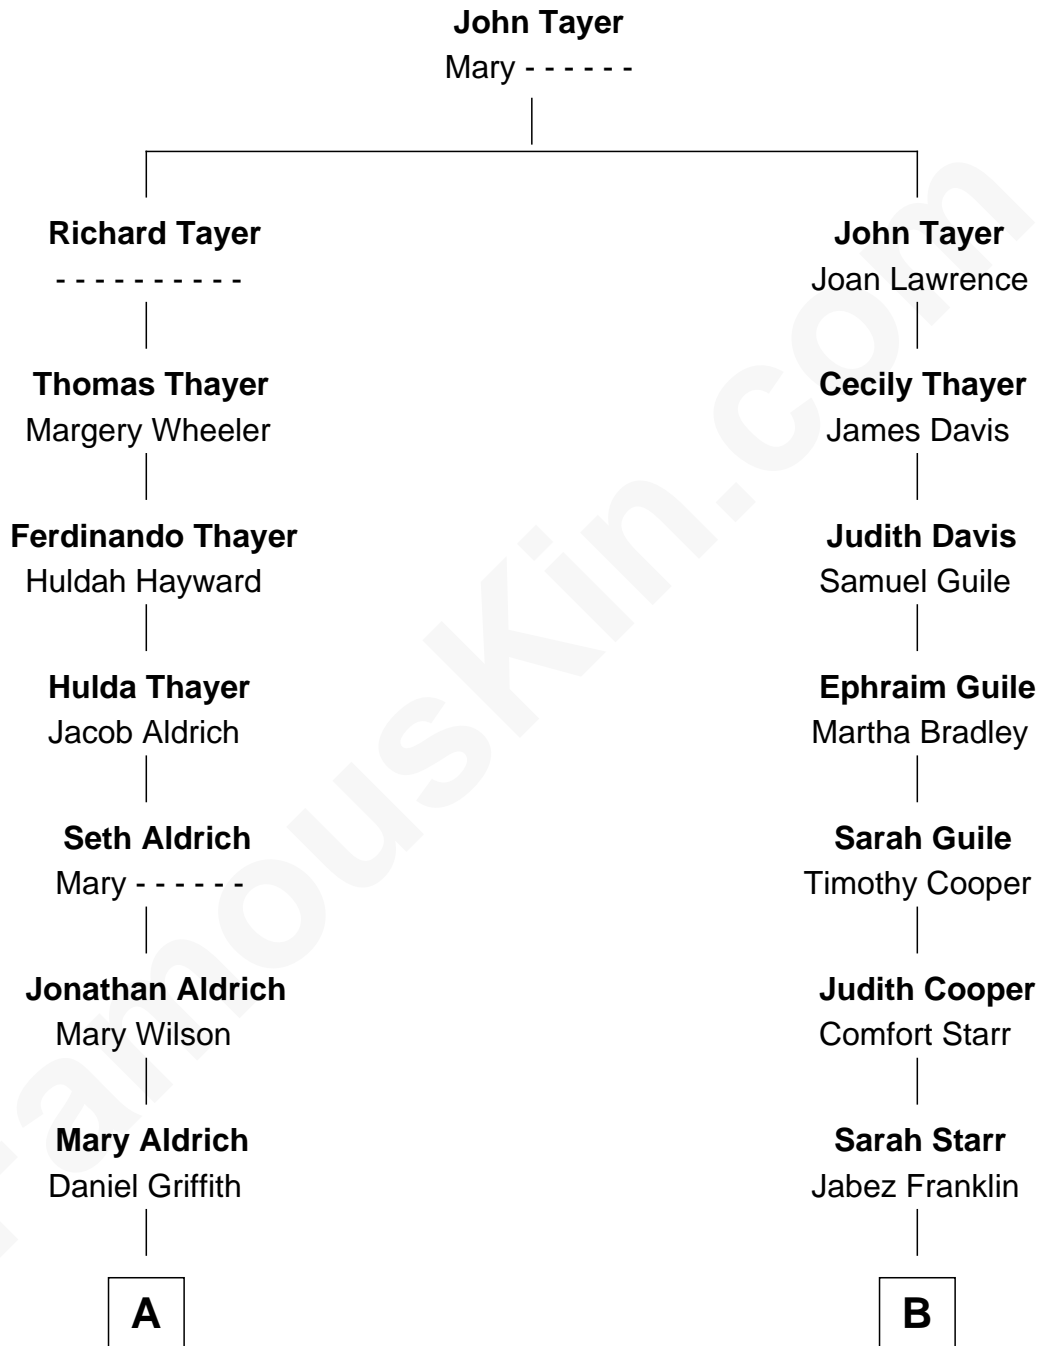 John Tayer
Mary - - - - - -
Richard Tayer
- - - - - - - - - -
John Tayer
Joan Lawrence
Thomas Thayer
Margery Wheeler
Cecily Thayer
James Davis
Ferdinando Thayer
Huldah Hayward
Judith Davis
Samuel Guile
Hulda Thayer
Jacob Aldrich
Ephraim Guile
Martha Bradley
Seth Aldrich
Mary - - - - - -
Sarah Guile
Timothy Cooper
Jonathan Aldrich
Mary Wilson
Judith Cooper
Comfort Starr
Mary Aldrich
Daniel Griffith
Sarah Starr
Jabez Franklin
A
B
FamousKin.com